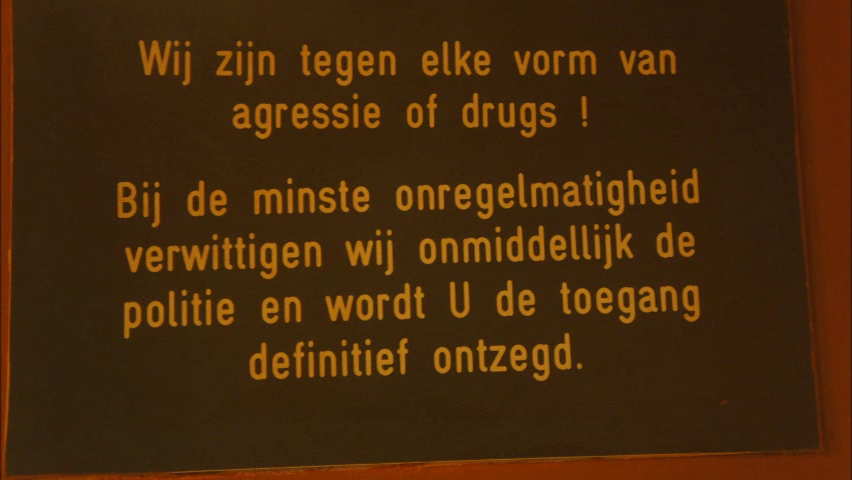 Wij zijn tegen elke vorm van
agressie of drugs !
Bij de minste onregelmatigheid
verwittigen wij onmiddellijk de
politie en wordt U de toegang
definitief ontzegd.